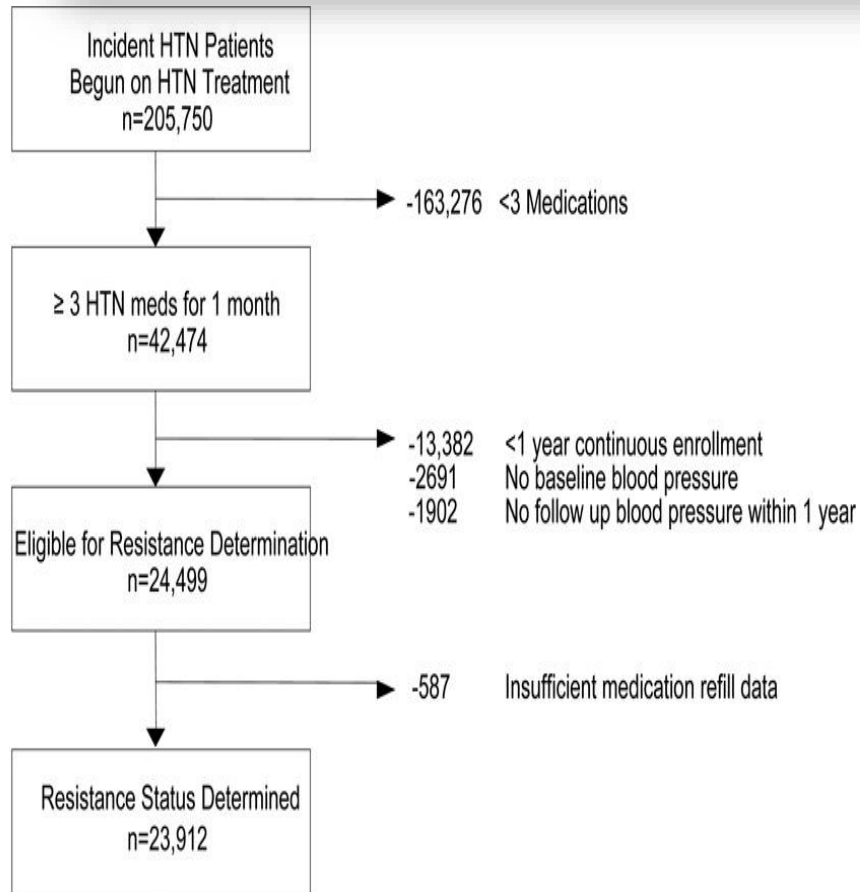 Incident HTN Patients
Begun on HTN Treatment
n=205,750
-163,276 <3 Medications
≥ 3 HTN meds for 1 month
n=42,474
-13,382 <1 year continuous enrollment
-2691 No baseline blood pressure
-1902 No follow up blood pressure within 1 year
Eligible for Resistance Determination
n=24,499
-587 Insufficient medication refill data
Resistance Status Determined
n=23,912